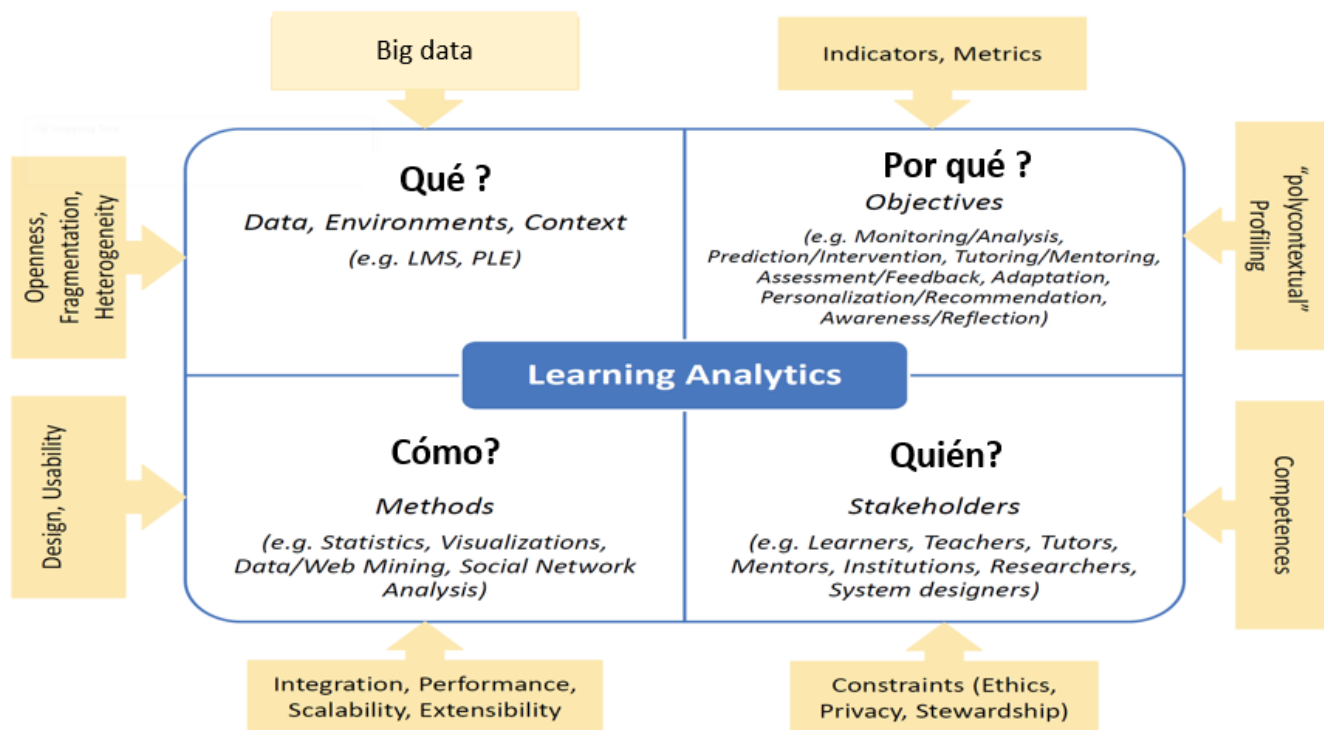 Big data
Indicators, Metrics
Openness,
Fragmentation,
Heterogeneity
Qué ?
Data, Environments, Context
(e.g. LMS, PLE)
Por qué ?
Objectives
(e.g. Monitoring/Analysis,
Prediction/Intervention, Tutoring/Mentoring,
Assessment/Feedback, Adaptation,
Personalization/Recommendation,
Awareness/Reflection)
“polycontextual”
Profiling
Learning Analytics
Design, Usability
Cómo?
Methods
(e.g. Statistics, Visualizations,
Data/Web Mining, Social Network
Analysis)
Quién?
Stakeholders
(e.g. Learners, Teachers, Tutors,
Mentors, Institutions, Researchers,
System designers)
Competences
Integration, Performance,
Scalability, Extensibility
Constraints (Ethics,
Privacy, Stewardship)